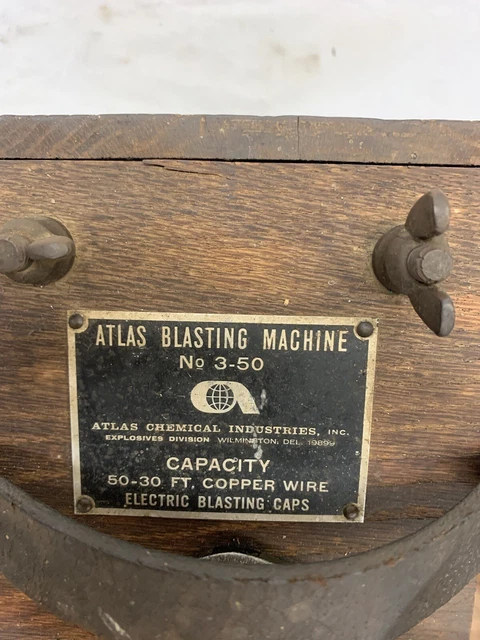 ATLAS BLASTING MACHINE
No 3-50
ATLAS CHEMICAL INDUSTRIES, INC.
EXPLOSIVES DIVISION WILMINGTON, DEL. 19899
CAPACITY
50-30 FT. COPPER WIRE
ELECTRIC BLASTING CAPS